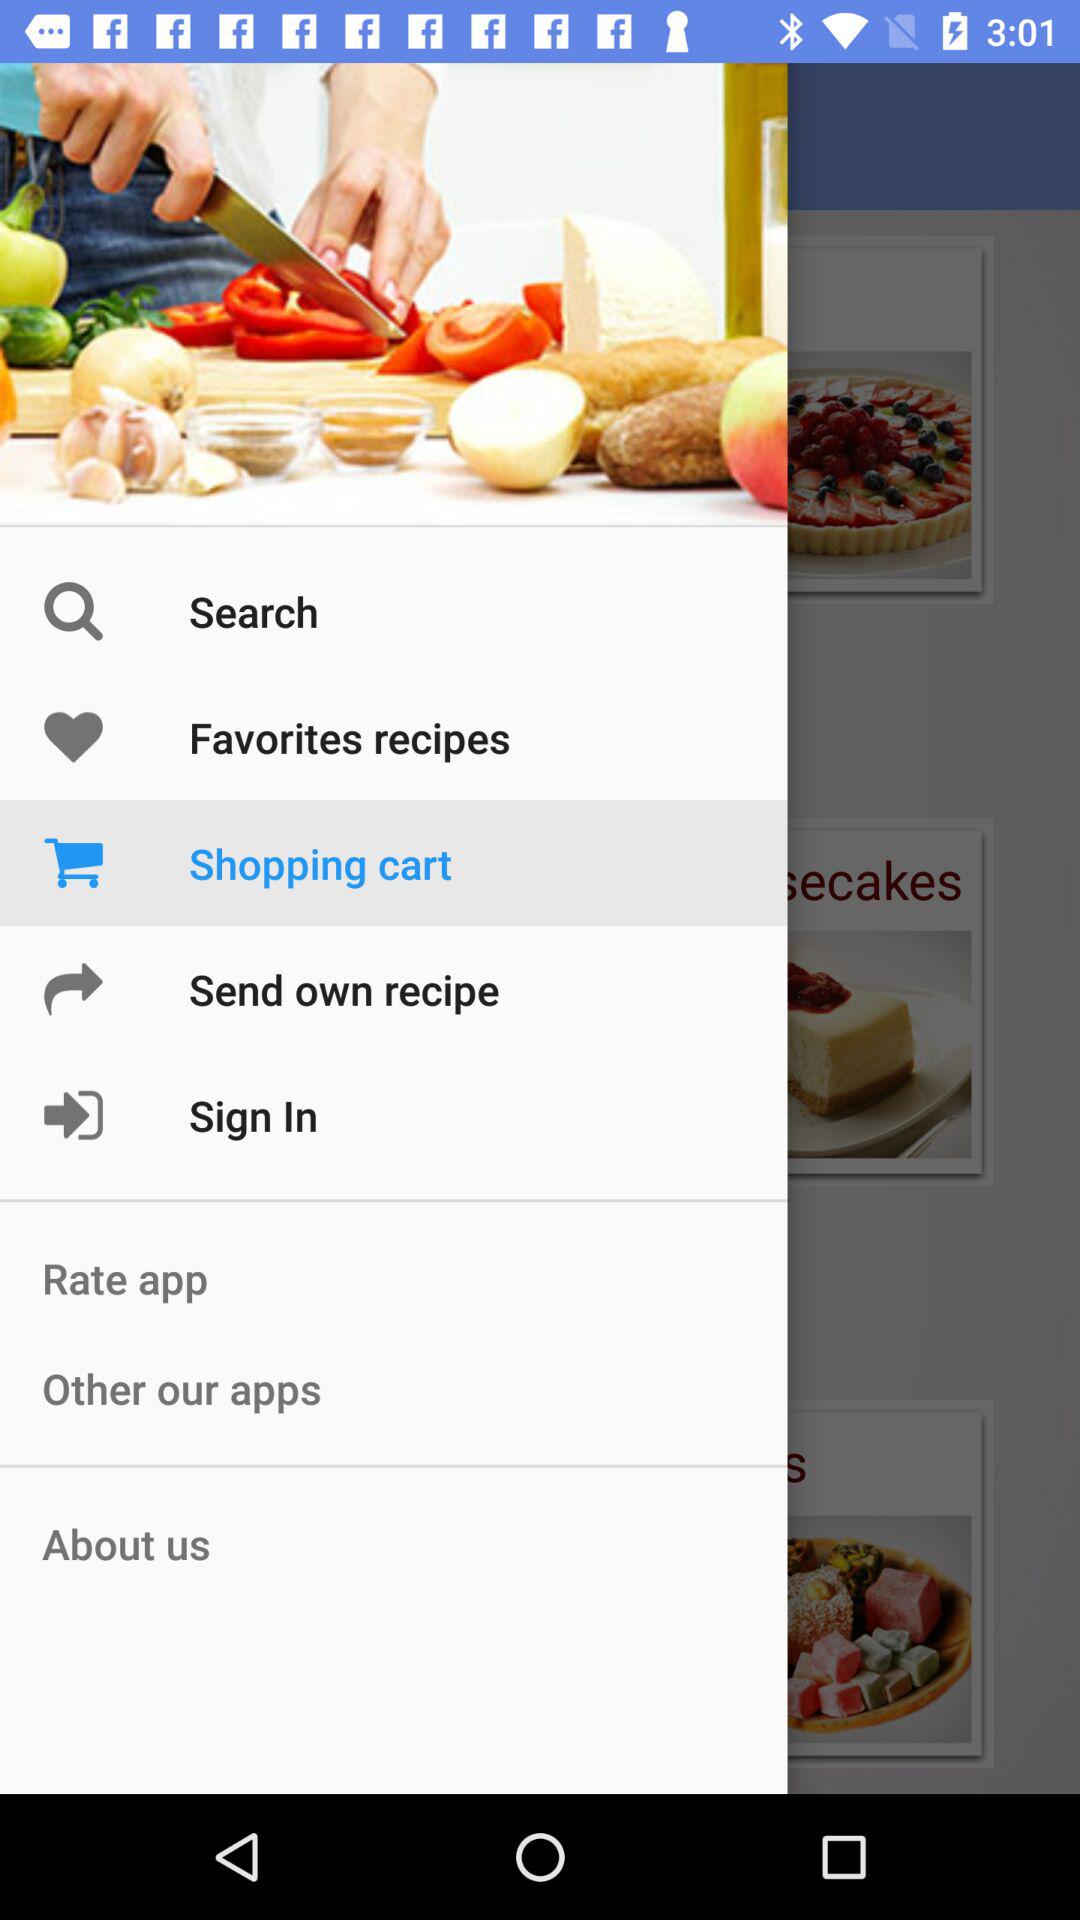 3:01
Search
Favorites recipes
Shopping cart
secakes
Send own recipe
Sign In
Rate app
Other our apps
s
About us